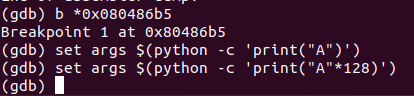 (gdb) b *0x080486b5
Breakpoint 1 at 0x80486b5
(gdb) set args $(python -c 'print("A")')
(gdb) set args $(python -c 'print("A"*128)')
(gdb)